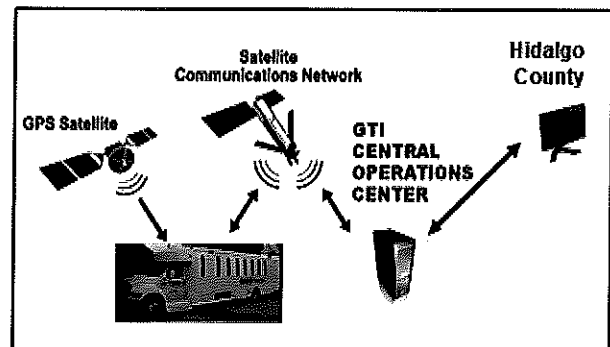 Satellite
Communications Network
GPS Satellite
Hidalgo
County
GTI
CENTRAL
OPERATIONS
CENTER